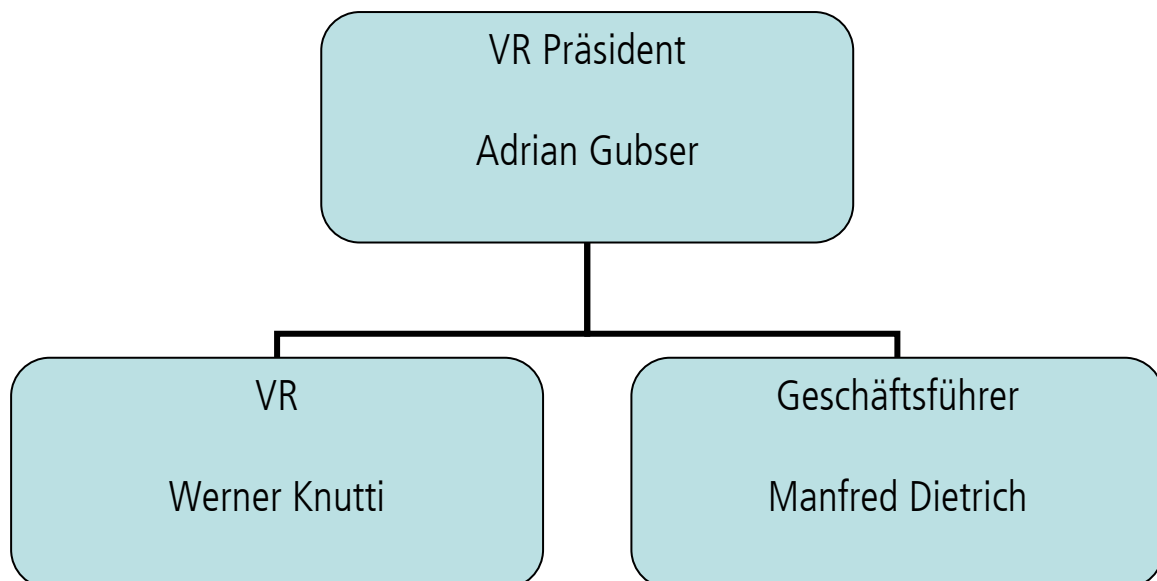 VR Präsident
Adrian Gubser
VR
Werner Knutti
Geschäftsführer
Manfred Dietrich